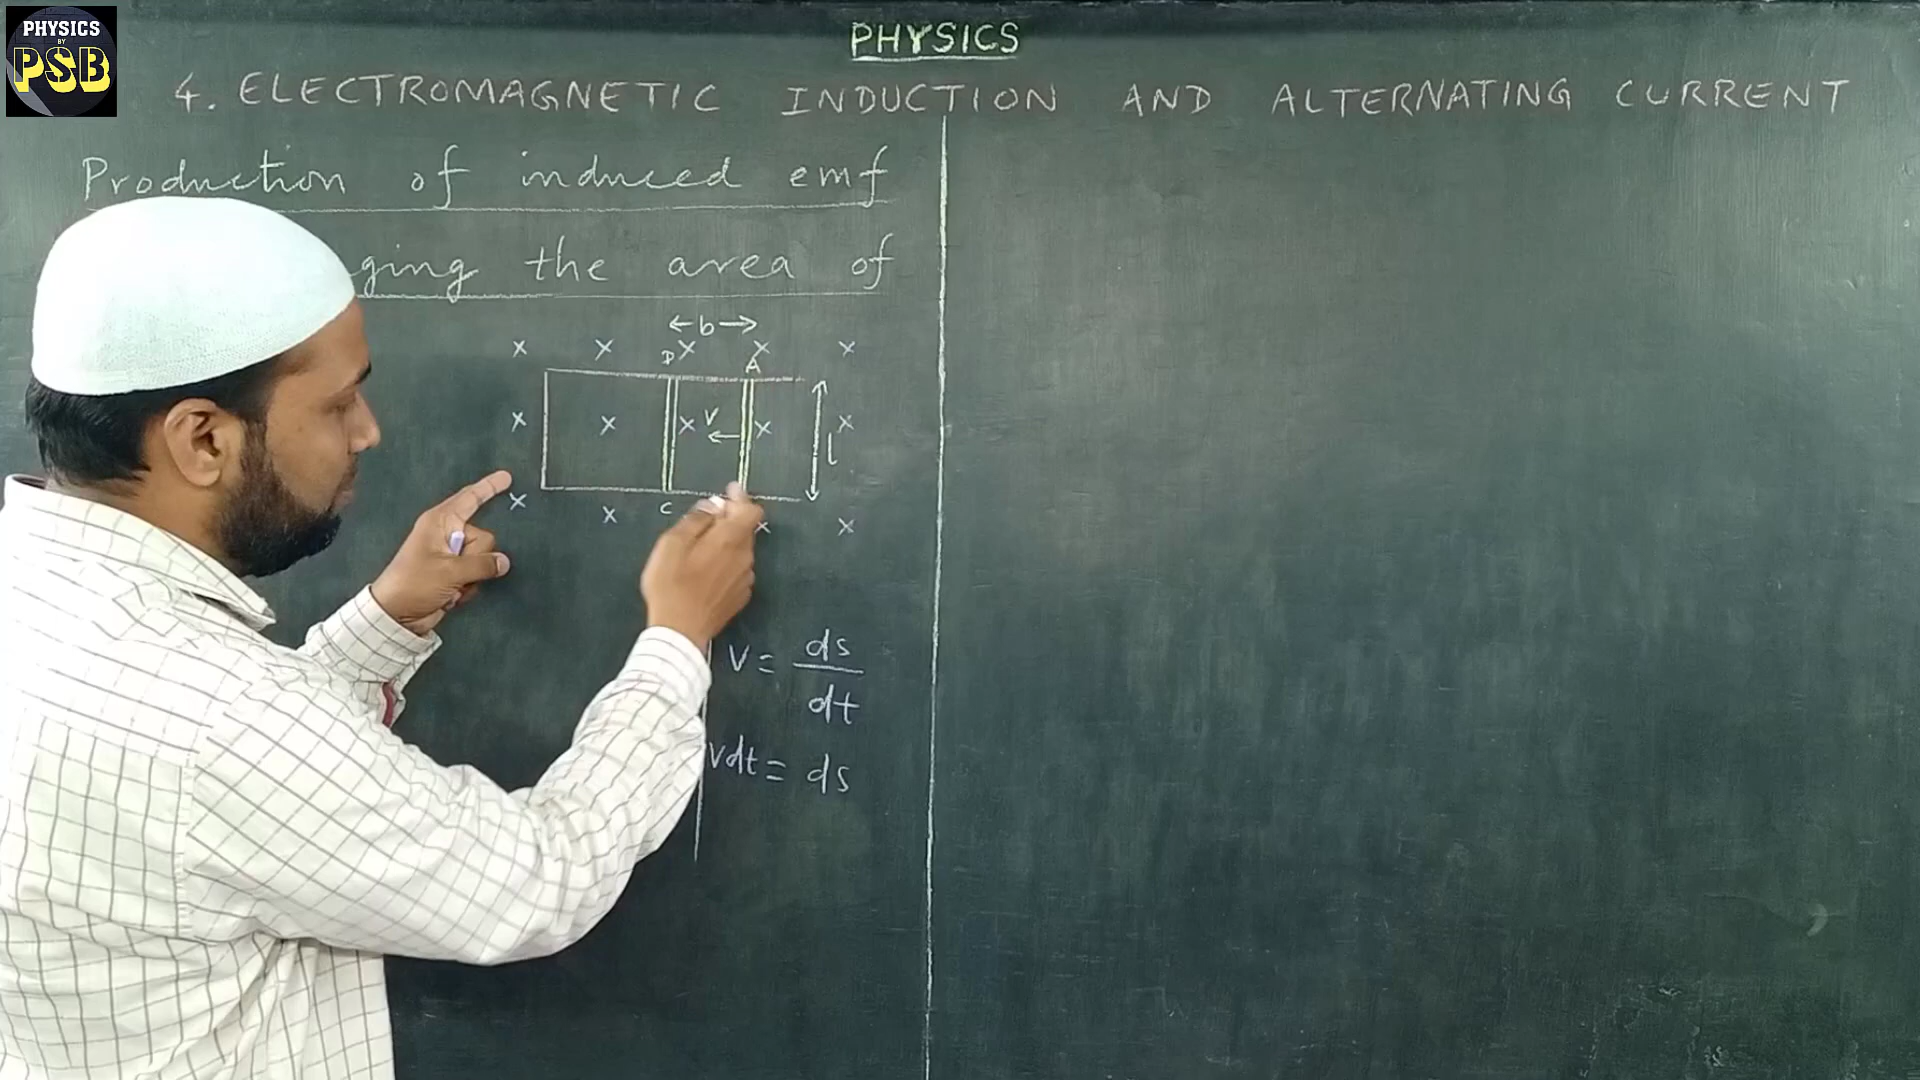 PHYSICS
BY
PSB
PHYSICS
4. ELECTROMAGNETIC INDUCTION AND ALTERNATING CURRENT
Production of induced emf
ging the area of
b
x x x x x
D A
x x x v x x
l
x x C x x
v = ds
dt
vdt = ds